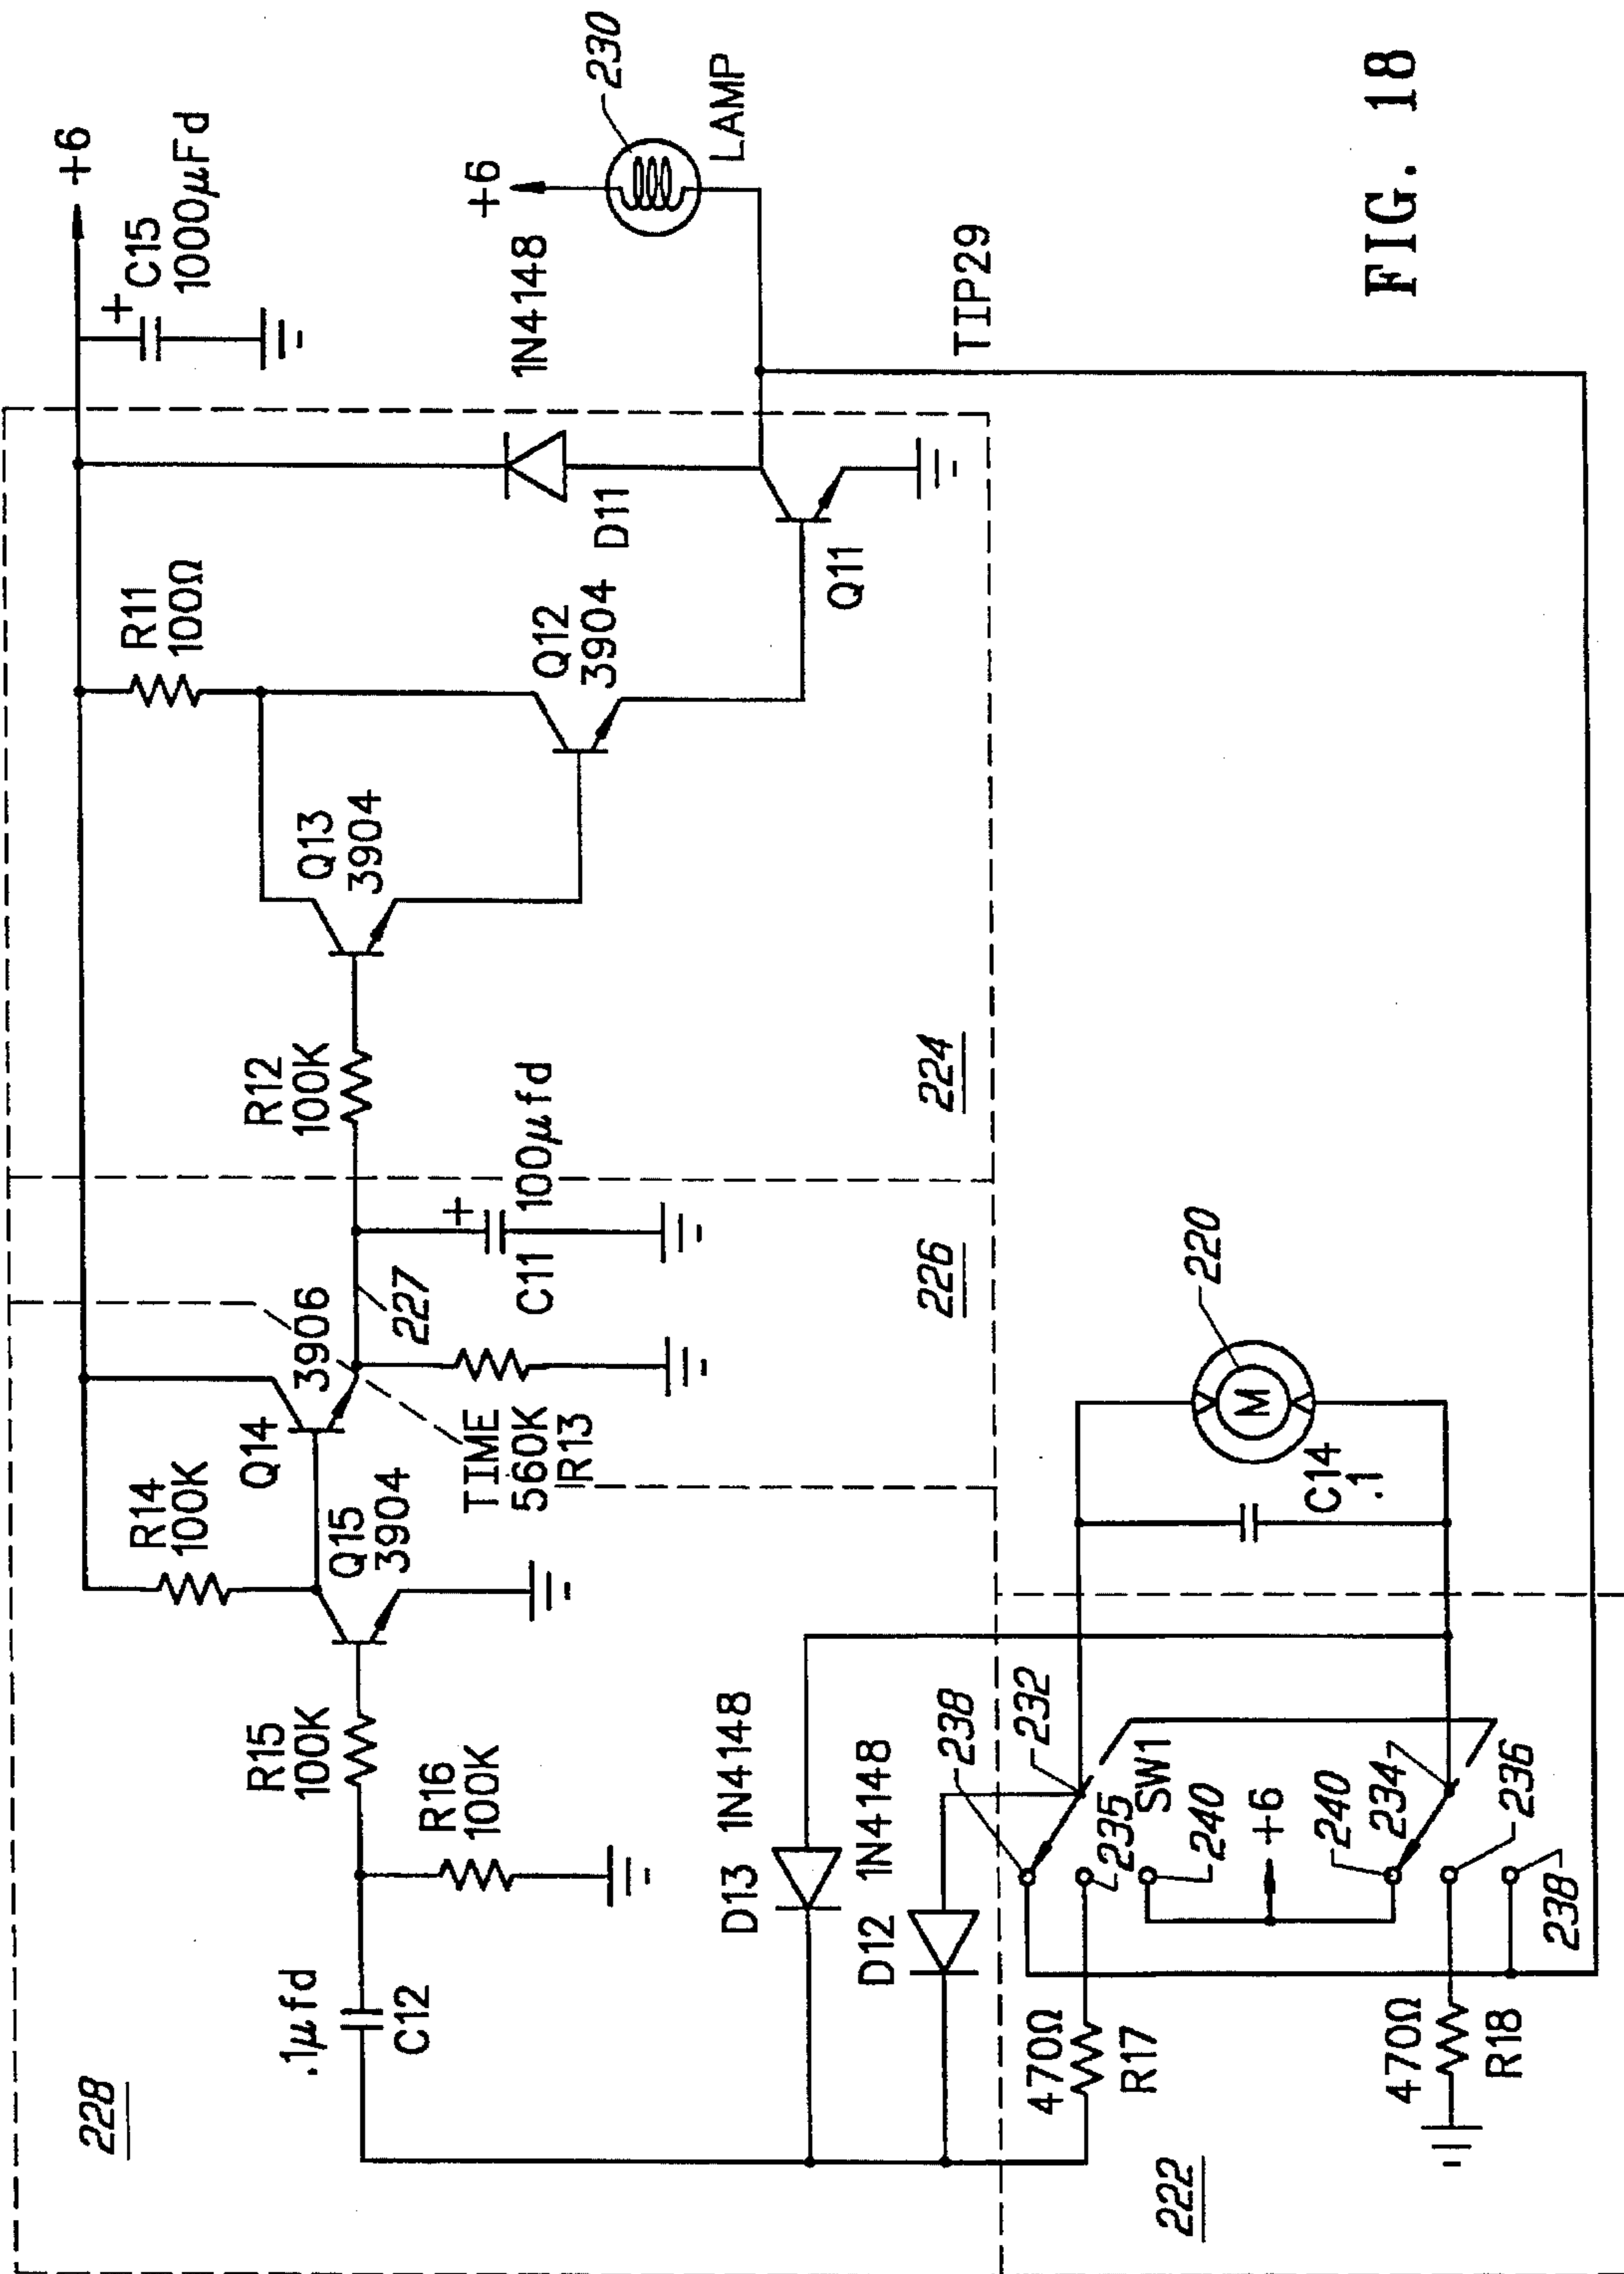 228
.1μfd
C12
R15
100K
R16
100K
R14
100K
Q15
3904
Q14
3906
TIME
560K
R13
227
+
C11 100μfd
226
R12
100K
224
Q13
3904
R11
100Ω
Q12
3904
D11
1N4148
Q11
TIP29
+6
+
C15
1000μFd
+6
230
LAMP
D13 1N4148
D12 1N4148
238
232
235
SW1
240
+6
240
234
236
238
470Ω
R17
470Ω
R18
222
C14
.1
M
220
FIG. 18